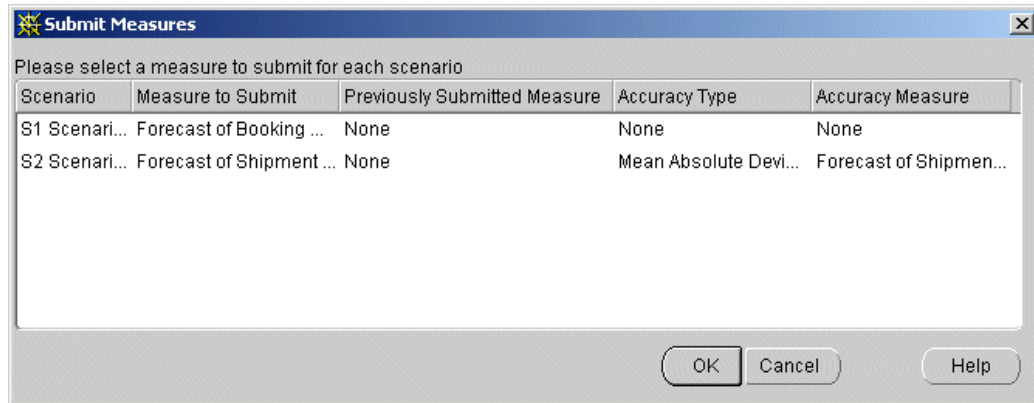 Submit Measures
Please select a measure to submit for each scenario
Scenario Measure to Submit Previously Submitted Measure Accuracy Type Accuracy Measure
S1 Scenari... Forecast of Booking ... None None None
S2 Scenari... Forecast of Shipment ... None Mean Absolute Devi... Forecast of Shipmen...
OK Cancel Help